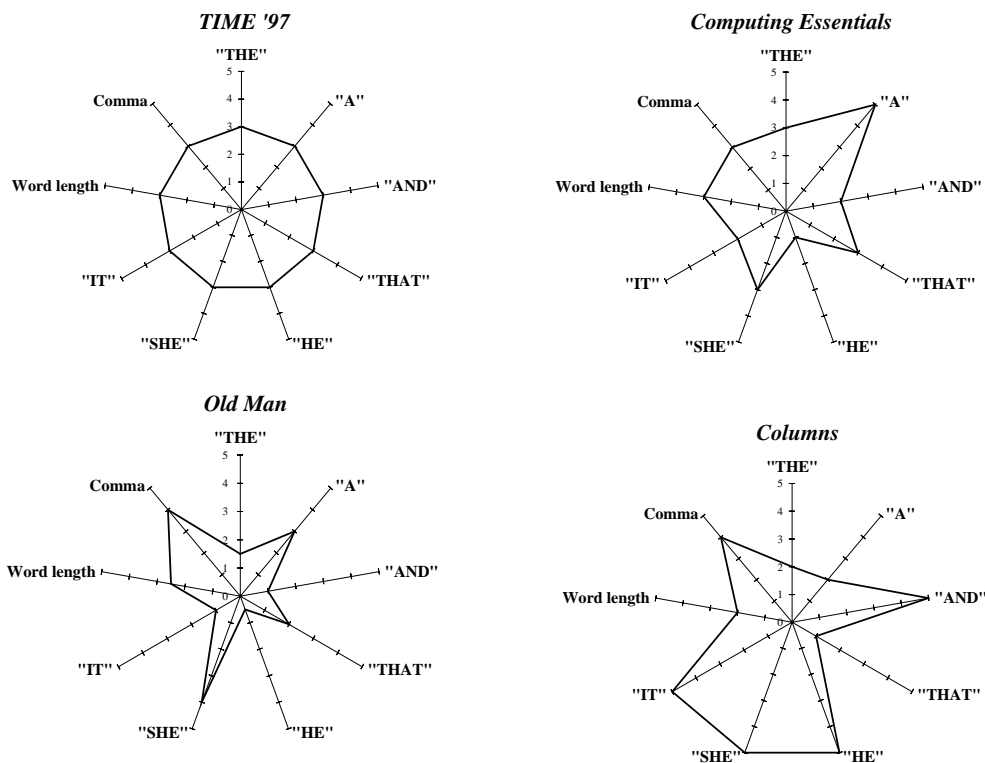 TIME '97
"THE"
5
4
3
2
1
0
Comma
"A"
Word length
"AND"
"IT"
"THAT"
"SHE"
"HE"
Computing Essentials
"THE"
5
4
3
2
1
0
Comma
"A"
Word length
"AND"
"IT"
"THAT"
"SHE"
"HE"
Old Man
"THE"
5
4
3
2
1
0
Comma
"A"
Word length
"AND"
"IT"
"THAT"
"SHE"
"HE"
Columns
"THE"
5
4
3
2
1
0
Comma
"A"
Word length
"AND"
"IT"
"THAT"
"SHE"
"HE"